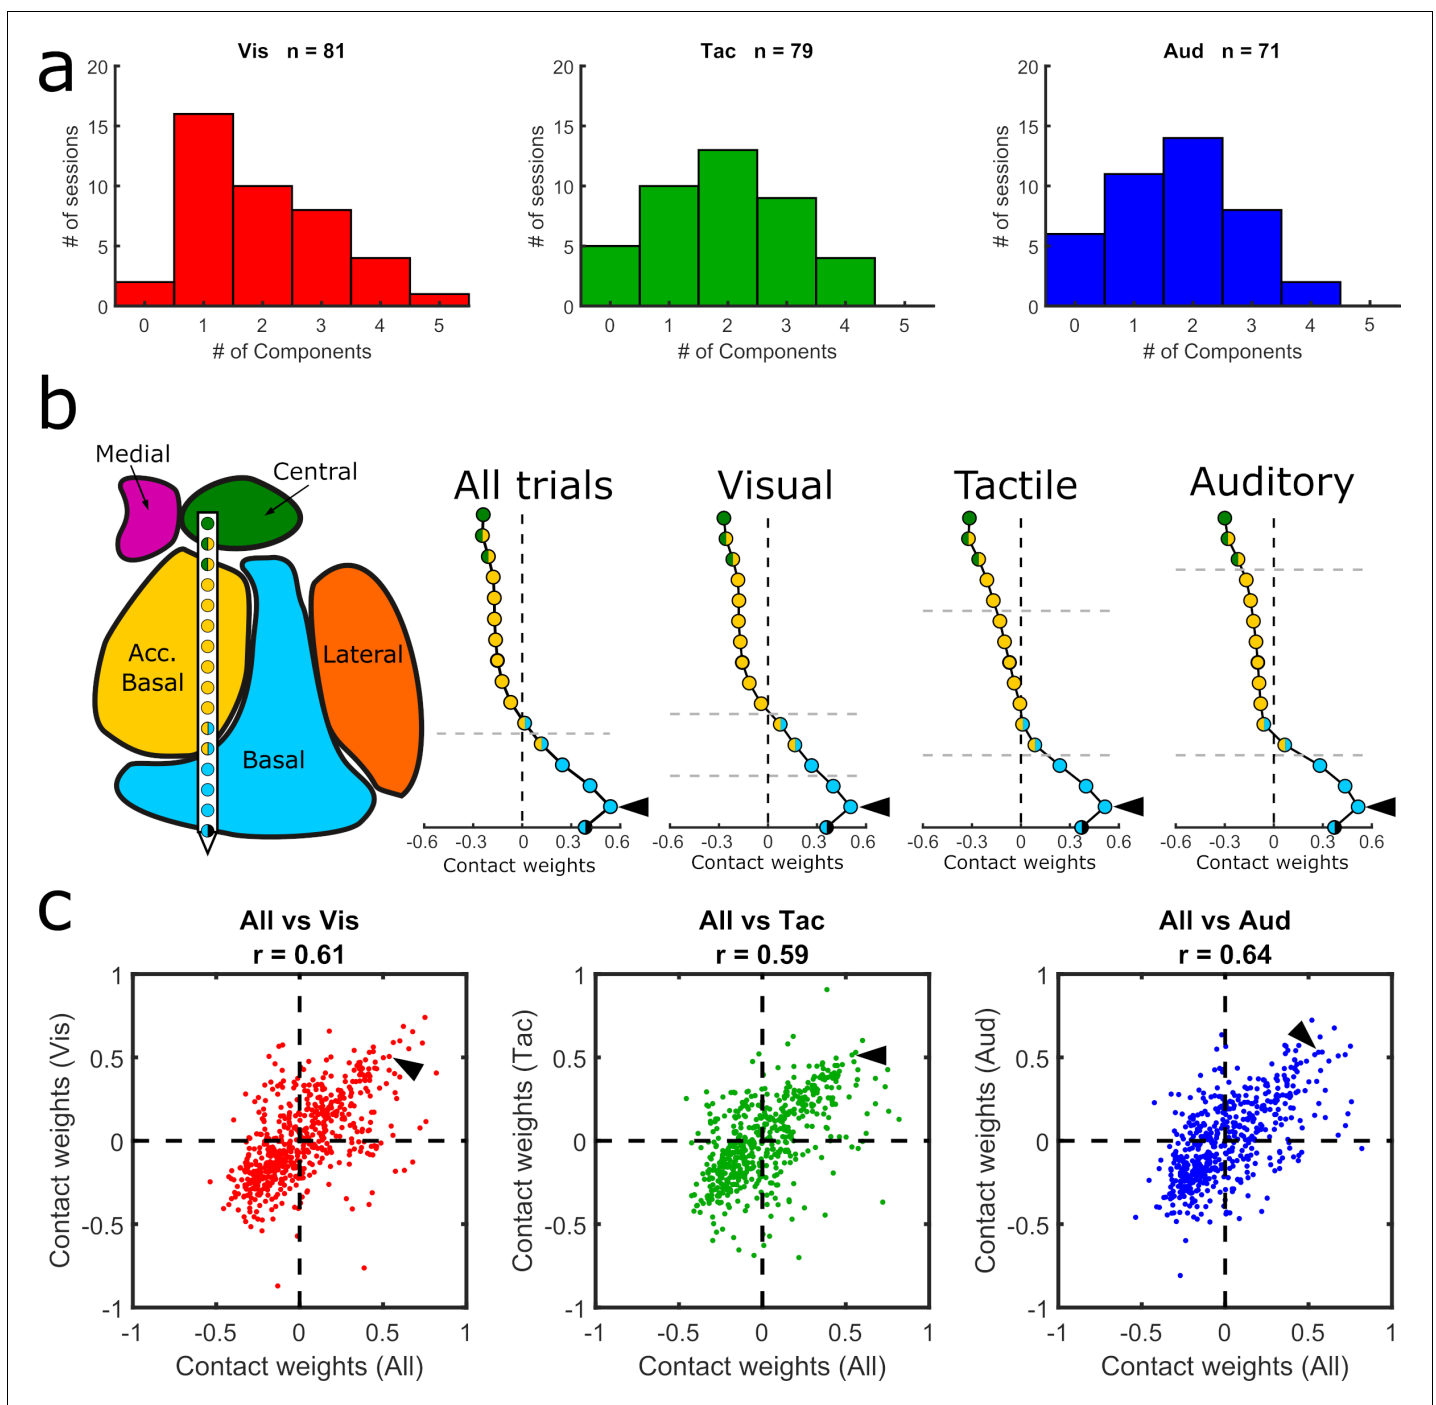 a
Vis n = 81
Tac n = 79
Aud n = 71
20
15
10
5
0
# of sessions
0 1 2 3 4 5
# of Components
20
15
10
5
0
# of sessions
0 1 2 3 4 5
# of Components
20
15
10
5
0
# of sessions
0 1 2 3 4 5
# of Components
b
Medial
Central
Acc.
Basal
Lateral
Basal
All trials
Visual
Tactile
Auditory
-0.6 -0.3 0 0.3 0.6
Contact weights
-0.6 -0.3 0 0.3 0.6
Contact weights
-0.6 -0.3 0 0.3 0.6
Contact weights
-0.6 -0.3 0 0.3 0.6
Contact weights
c
All vs Vis
r = 0.61
1
0.5
0
-0.5
-1
Contact weights (Vis)
-1 -0.5 0 0.5 1
Contact weights (All)
All vs Tac
r = 0.59
1
0.5
0
-0.5
-1
Contact weights (Tac)
-1 -0.5 0 0.5 1
Contact weights (All)
All vs Aud
r = 0.64
1
0.5
0
-0.5
-1
Contact weights (Aud)
-1 -0.5 0 0.5 1
Contact weights (All)